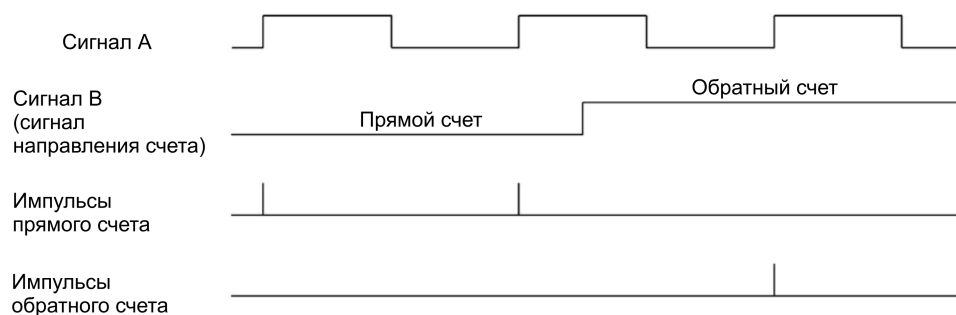 Сигнал A
Сигнал B
(сигнал
направления счета)
Обратный счет
Прямой счет
Импульсы
прямого счета
Импульсы
обратного счета